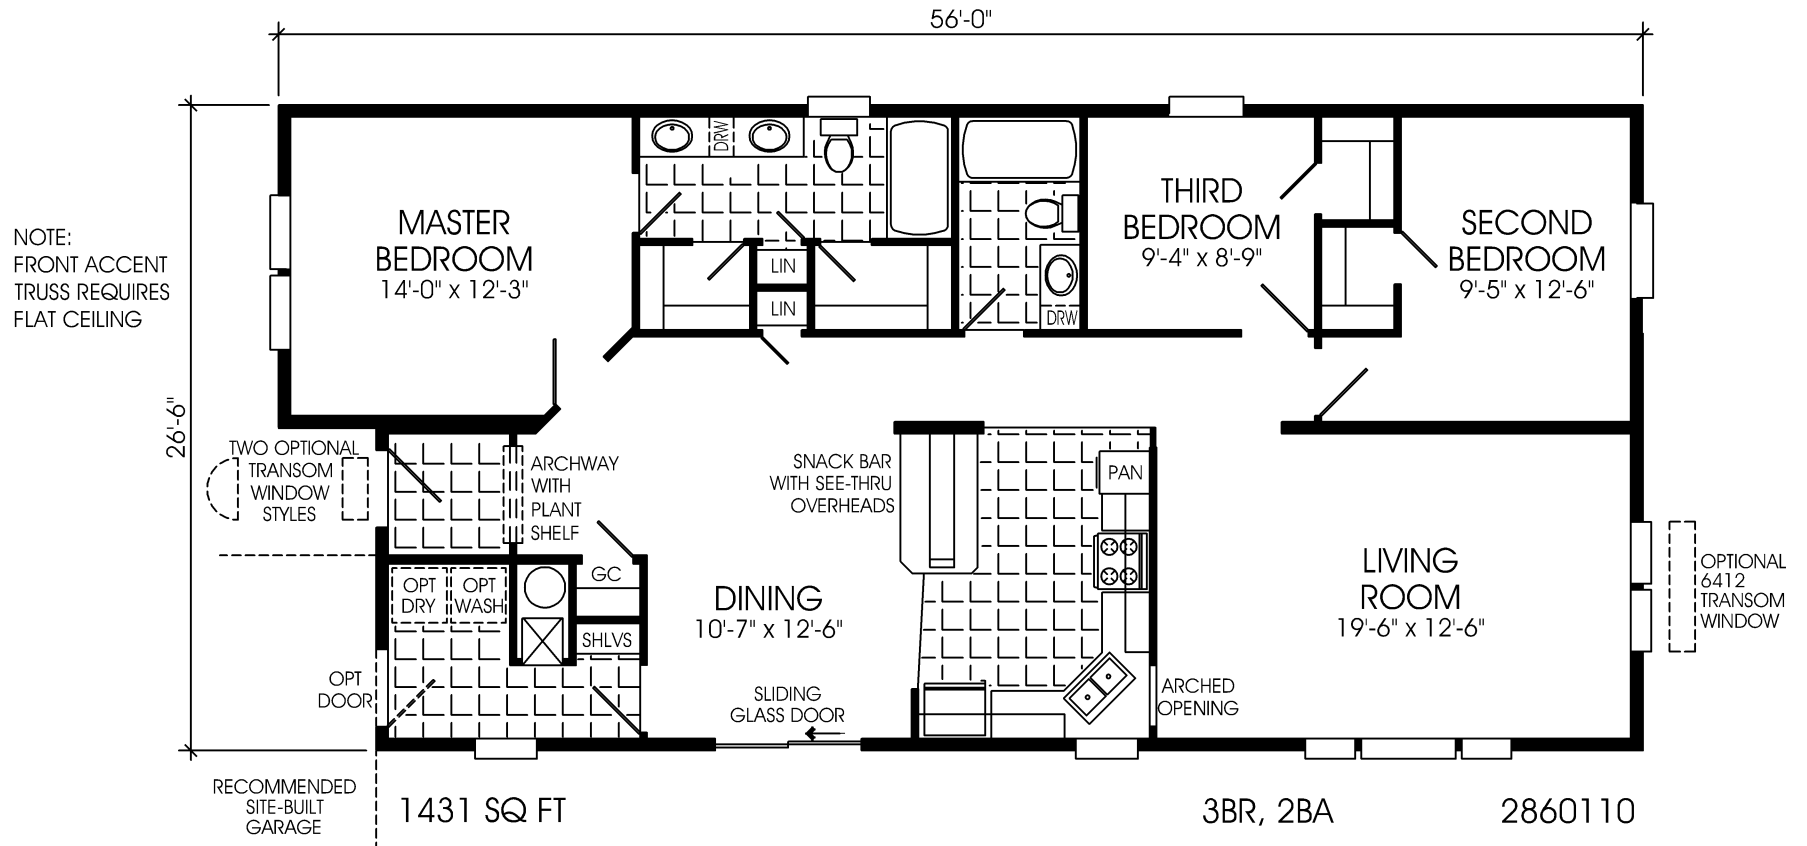 56'-0"
26'-6"
NOTE:
FRONT ACCENT
TRUSS REQUIRES
FLAT CEILING
MASTER
BEDROOM
14'-0" x 12'-3"
DRW
LIN
LIN
DRW
THIRD
BEDROOM
9'-4" x 8'-9"
SECOND
BEDROOM
9'-5" x 12'-6"
TWO OPTIONAL
TRANSOM
WINDOW
STYLES
ARCHWAY
WITH
PLANT
SHELF
SNACK BAR
WITH SEE-THRU
OVERHEADS
PAN
GC
OPT
DRY
OPT
WASH
SHLVS
DINING
10'-7" x 12'-6"
LIVING
ROOM
19'-6" x 12'-6"
OPTIONAL
6412
TRANSOM
WINDOW
OPT
DOOR
SLIDING
GLASS DOOR
ARCHED
OPENING
RECOMMENDED
SITE-BUILT
GARAGE
1431 SQ FT
3BR, 2BA
2860110